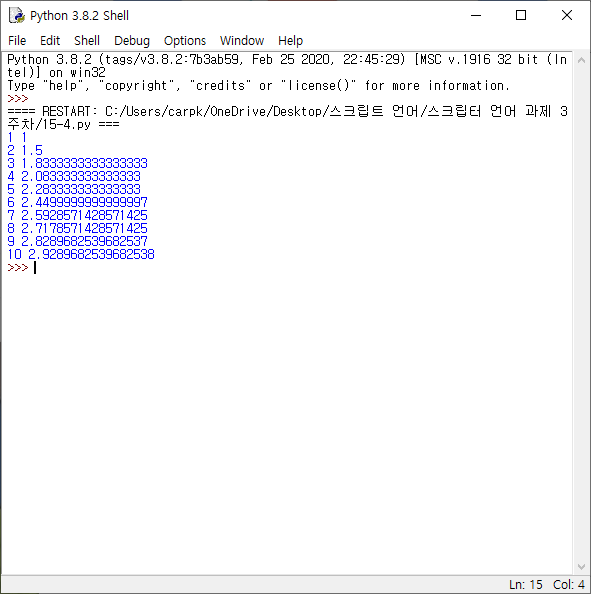 Python 3.8.2 Shell
File Edit Shell Debug Options Window Help
Python 3.8.2 (tags/v3.8.2:7b3ab59, Feb 25 2020, 22:45:29) [MSC v.1916 32 bit (In
tel)] on win32
Type "help", "copyright", "credits" or "license()" for more information.
>>>
==== RESTART: C:/Users/carpk/OneDrive/Desktop/스크립트 언어/스크립터 언어 과제 3
주차/15-4.py ===
1 1
2 1.5
3 1.8333333333333333
4 2.083333333333333
5 2.283333333333333
6 2.4499999999999997
7 2.5928571428571425
8 2.7178571428571425
9 2.8289682539682537
10 2.9289682539682538
>>>
Ln: 15 Col: 4